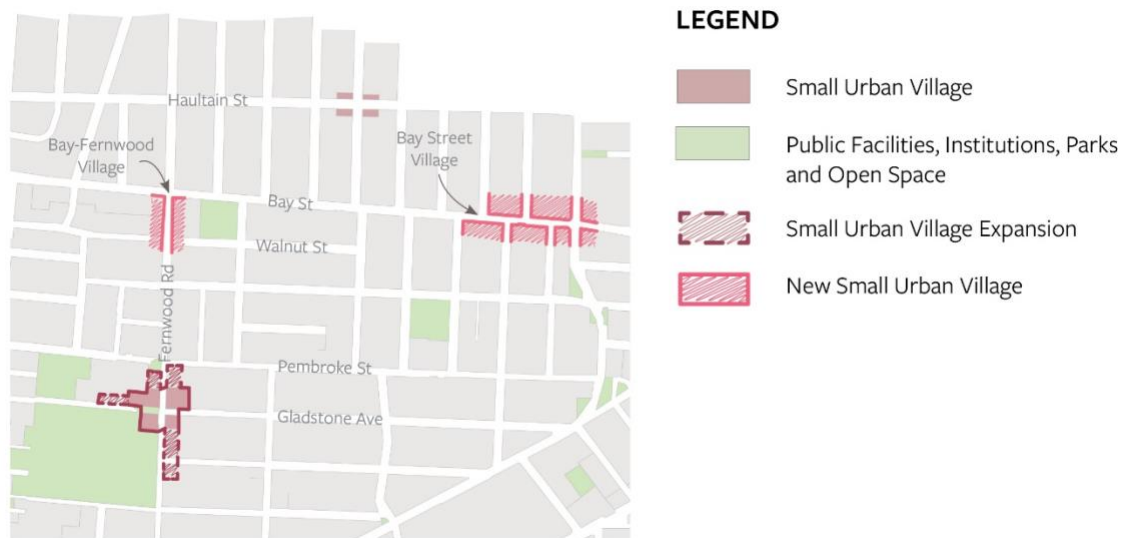 LEGEND
Small Urban Village
Public Facilities, Institutions, Parks
and Open Space
Small Urban Village Expansion
New Small Urban Village
Haultain St
Bay-Fernwood
Village
Bay Street
Village
Bay St
Walnut St
Fernwood Rd
Pembroke St
Gladstone Ave